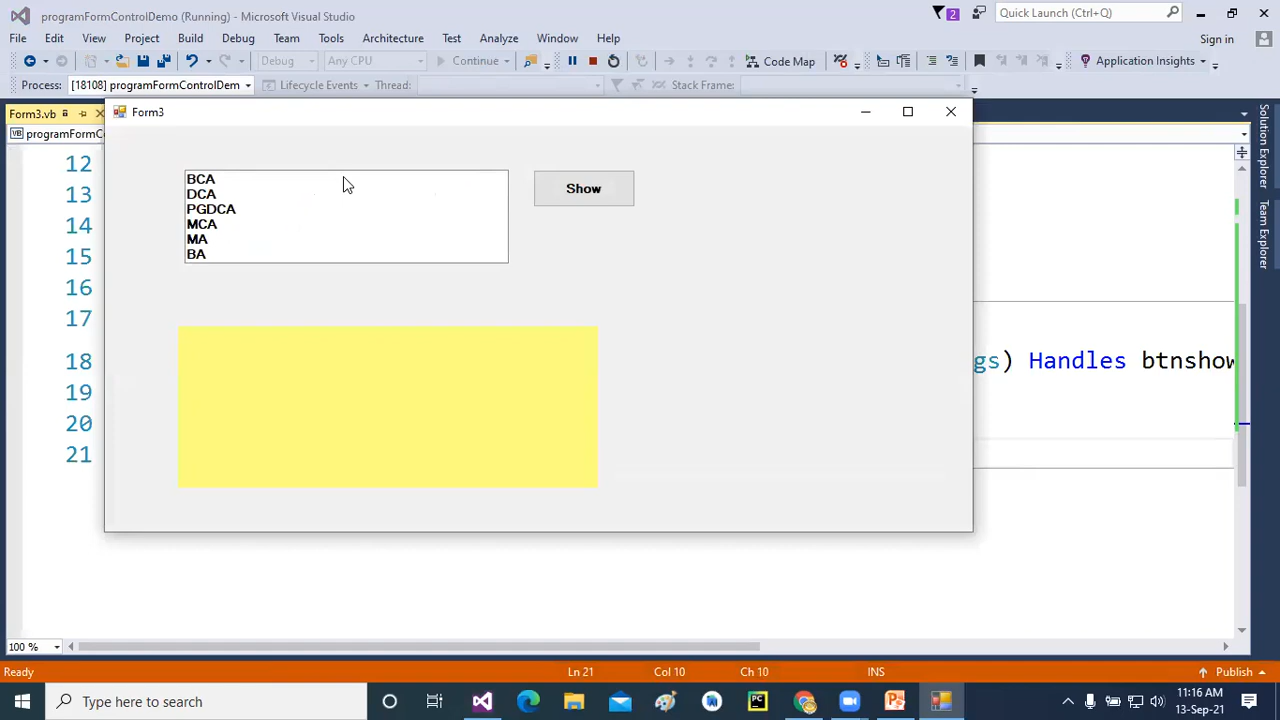 programFormControlDemo (Running) - Microsoft Visual Studio
2
Quick Launch (Ctrl+Q)
File Edit View Project Build Debug Team Tools Architecture Test Analyze Window Help
Sign in
Debug Any CPU Continue Code Map Application Insights
Process: [18108] programFormControlDem Lifecycle Events Thread: Stack Frame:
Form3.vb
programFormCo
Form3
Solution Explorer
Team Explorer
BCA
DCA
PGDCA
MCA
MA
BA
Show
12
13
14
15
16
17
18 gs) Handles btnshow
19
20
21
100 %
Ready Ln 21 Col 10 Ch 10 INS Publish
Type here to search
PC
11:16 AM
13-Sep-21